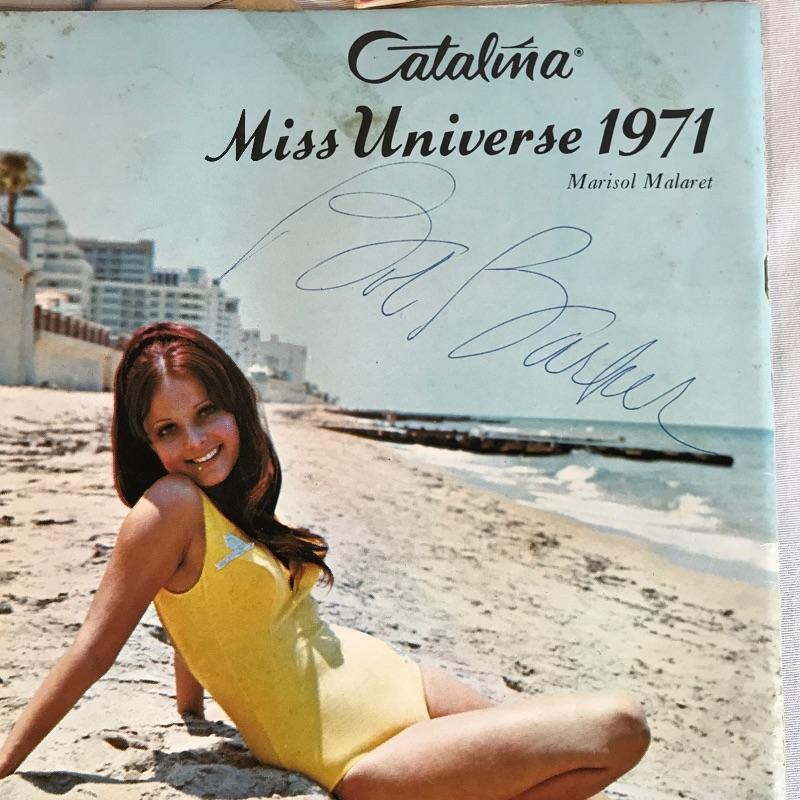 Catalina®
Miss Universe 1971
Marisol Malaret
Bob Barker